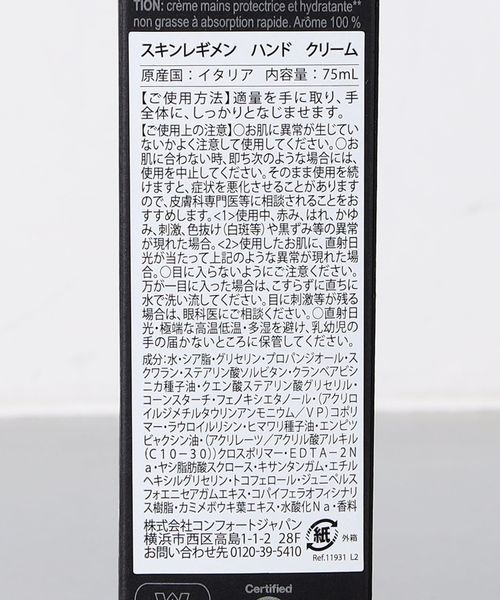 TION: crème mains protectrice et hydratante**
non grasse à absorption rapide. Arôme 100 %
スキンレギメン ハンド クリーム
原産国：イタリア 内容量：75mL
【ご使用方法】適量を手に取り、手
全体に、しっかりとなじませます。
【ご使用上の注意】○お肌に異常が生じてい
ないかよく注意して使用してください。○お
肌に合わない時、即ち次のような場合には、
使用を中止してください。そのまま使用を続
けますと、症状を悪化させることがあります
ので、皮膚科専門医等に相談されることをお
すすめします。<1>使用中、赤み、はれ、かゆ
み、刺激、色抜け(白斑等)や黒ずみ等の異常
が現れた場合。<2>使用したお肌に、直射日
光が当たって上記のような異常が現れた場
合。○目に入らないようにご注意ください。
万が一目に入った場合は、こすらずに直ちに
水で洗い流してください。目に刺激等が残る
場合は、眼科医にご相談ください。○直射日
光・極端な高温低温・多湿を避け、乳幼児の
手の届かないところに保管してください。
成分：水・シア脂・グリセリン・プロパンジオール・ス
クワラン・ステアリン酸ソルビタン・クランベアビシ
ニカ種子油・クエン酸ステアリン酸グリセリル・
コーンスターチ・フェノキシエタノール・(アクリロ
イルジメチルタウリンアンモニウム／VP)コポリ
マー・ラウロイルリシン・ヒマワリ種子油・エンピツ
ビャクシン油・(アクリレーツ／アクリル酸アルキル
(C10-30))クロスポリマー・EDTA-2N
a・ヤシ脂肪酸スクロース・キサンタンガム・エチル
ヘキシルグリセリン・トコフェロール・ジュニペルス
フォエニセアガムエキス・コパイフェラオフィシナリ
ス樹脂・カミメボウキ葉エキス・水酸化Na・香料
株式会社コンフォートジャパン
横浜市西区高島1-1-2 28F
お問い合わせ 0120-39-5410
紙
外箱
Ref.11931 L2
Certified